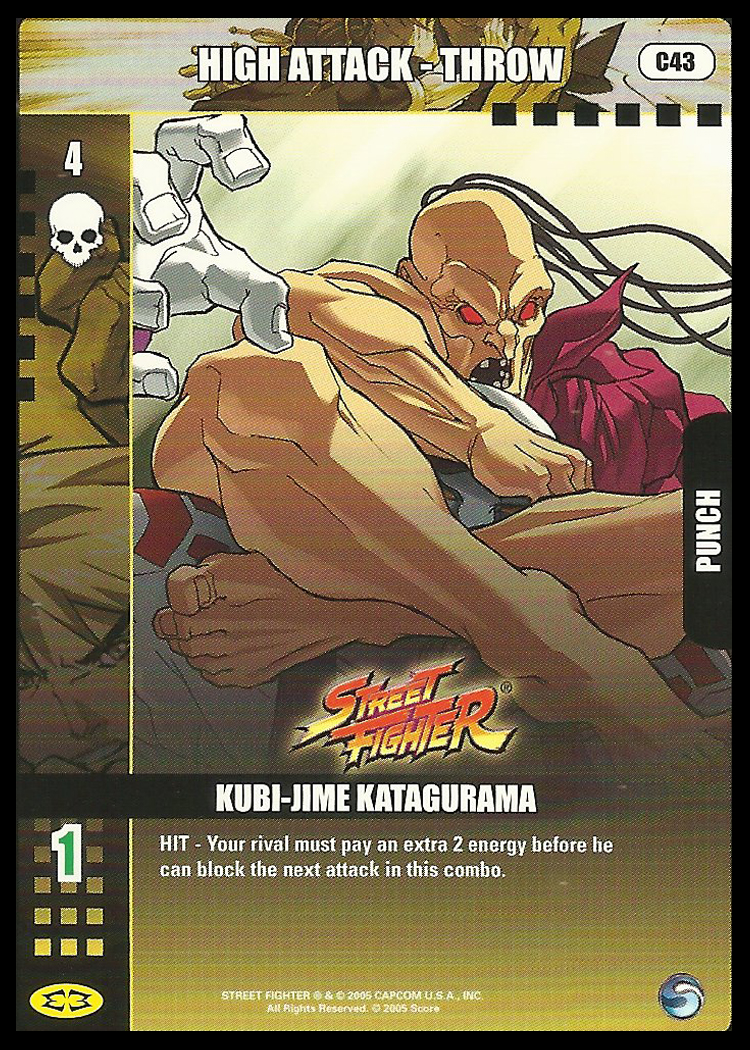 HIGH ATTACK - THROW
C43
4
PUNCH
STREET
FIGHTER®
KUBI-JIME KATAGURAMA
1
HIT - Your rival must pay an extra 2 energy before he
can block the next attack in this combo.
STREET FIGHTER ® & © 2005 CAPCOM U.S.A., INC.
All Rights Reserved. © 2005 Score